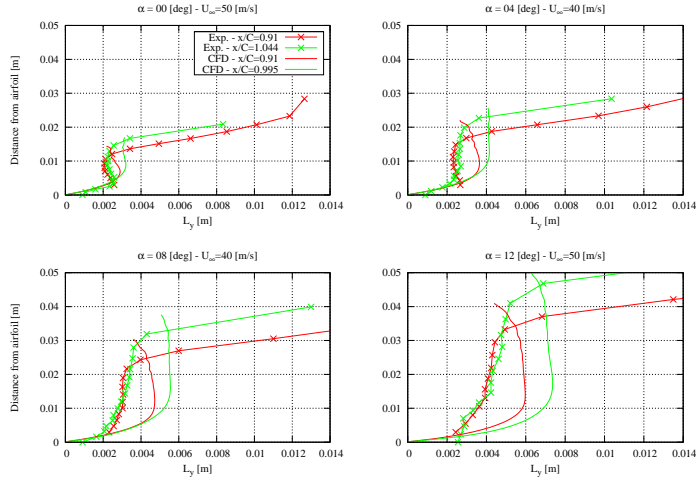 α = 00 [deg] - U∞=50 [m/s]
0.05
0.04
0.03
0.02
0.01
0
Distance from airfoil [m]
Exp. - x/C=0.91
Exp. - x/C=1.044
CFD - x/C=0.91
CFD - x/C=0.995
0 0.002 0.004 0.006 0.008 0.01 0.012 0.014
L_y [m]
α = 04 [deg] - U∞=40 [m/s]
0.05
0.04
0.03
0.02
0.01
0
0 0.002 0.004 0.006 0.008 0.01 0.012 0.014
L_y [m]
α = 08 [deg] - U∞=40 [m/s]
0.05
0.04
0.03
0.02
0.01
0
Distance from airfoil [m]
0 0.002 0.004 0.006 0.008 0.01 0.012 0.014
L_y [m]
α = 12 [deg] - U∞=50 [m/s]
0.05
0.04
0.03
0.02
0.01
0
0 0.002 0.004 0.006 0.008 0.01 0.012 0.014
L_y [m]